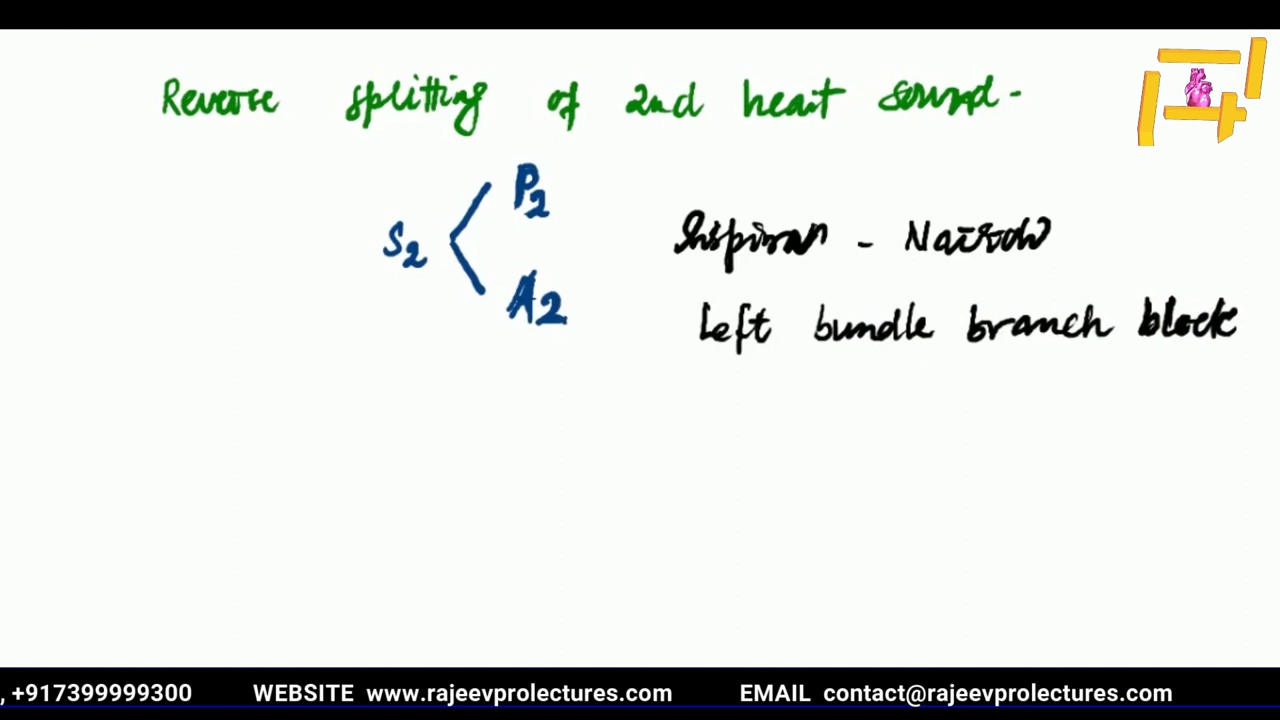 Reverse splitting of 2nd heart sound -
P2
S2
A2
Inspiran - Narrow
Left bundle branch block
, +917399999300 WEBSITE www.rajeevprolectures.com EMAIL contact@rajeevprolectures.com